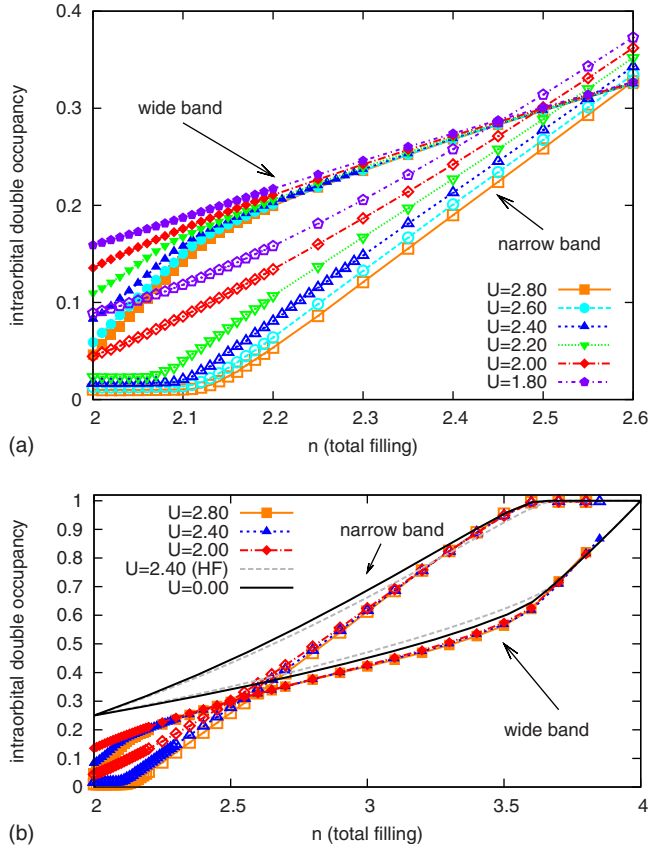 intraorbital double occupancy
0.4
0.3
0.2
0.1
0
wide band
narrow band
U=2.80
U=2.60
U=2.40
U=2.20
U=2.00
U=1.80
2 2.1 2.2 2.3 2.4 2.5 2.6
n (total filling)
(a)
intraorbital double occupancy
1
0.9
0.8
0.7
0.6
0.5
0.4
0.3
0.2
0.1
0
U=2.80
U=2.40
U=2.00
U=2.40 (HF)
U=0.00
narrow band
wide band
2 2.5 3 3.5 4
n (total filling)
(b)